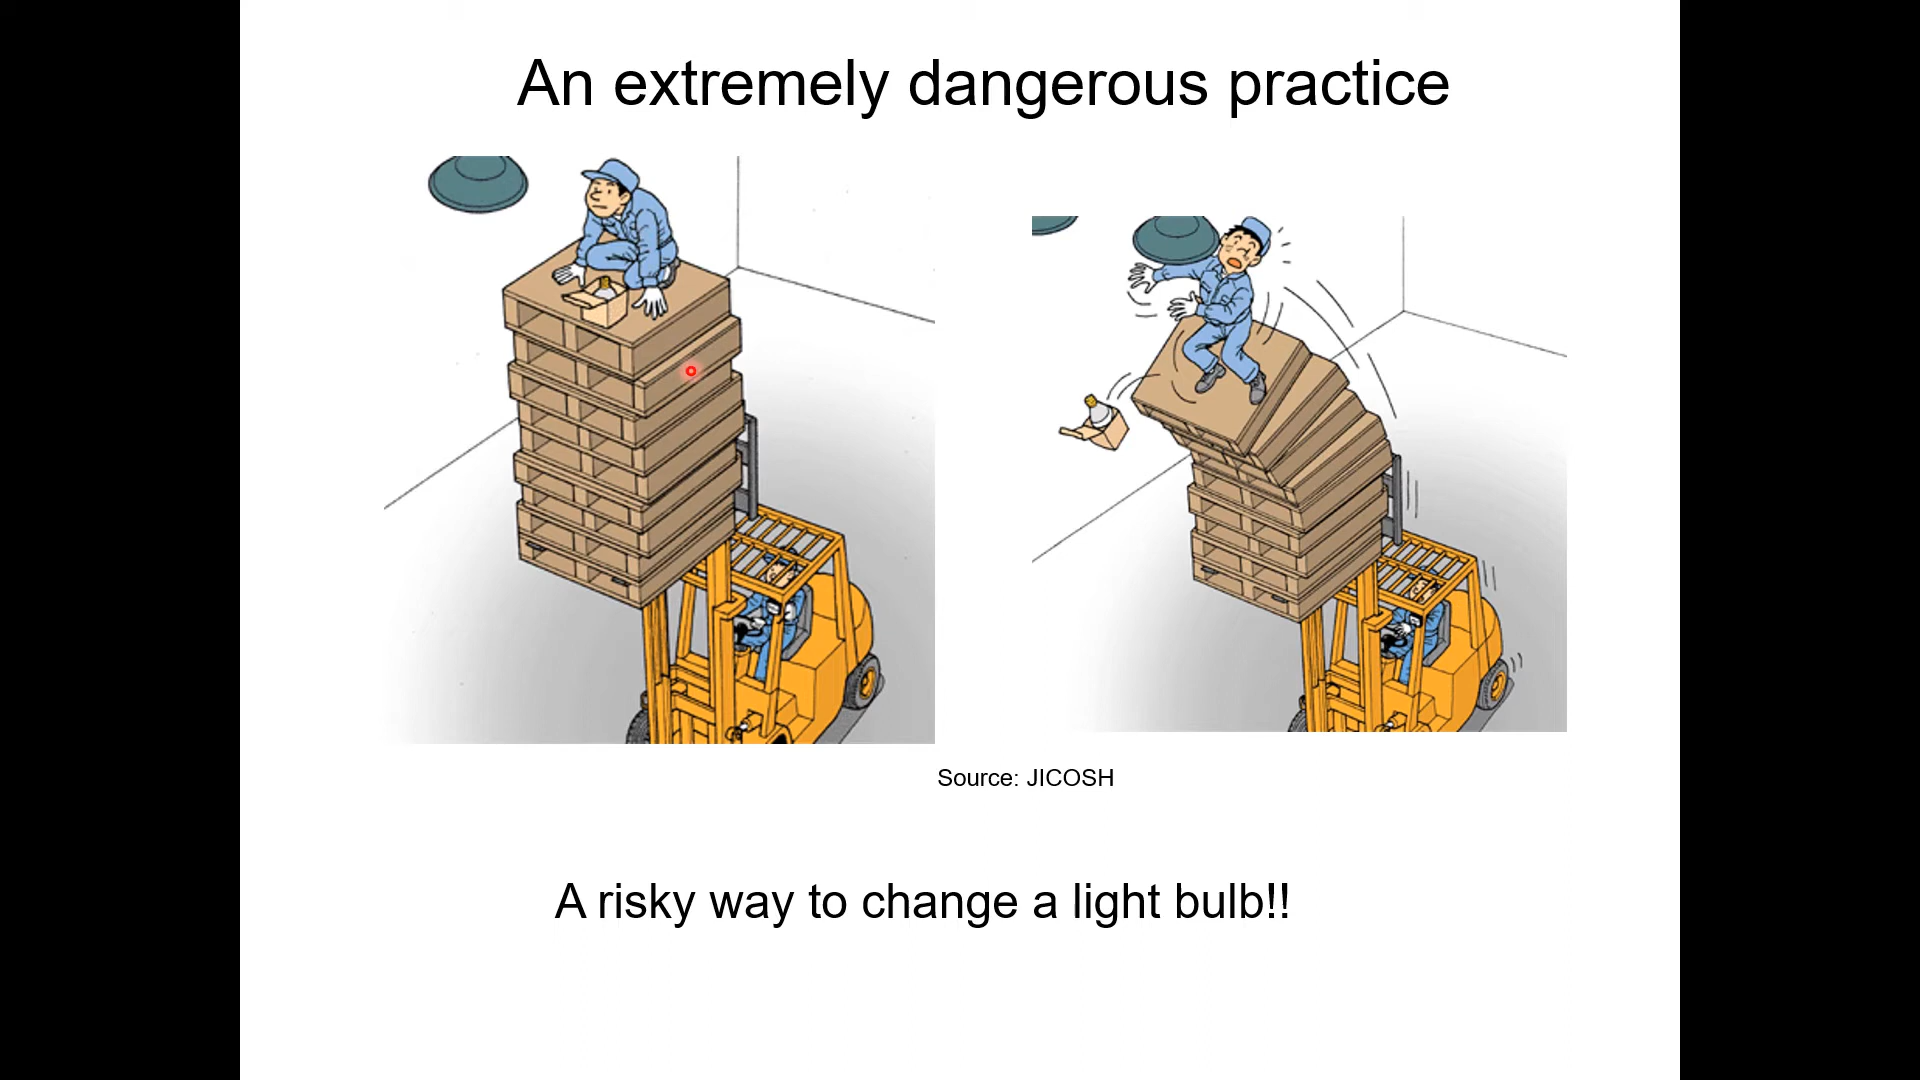 An extremely dangerous practice
Source: JICOSH
A risky way to change a light bulb!!